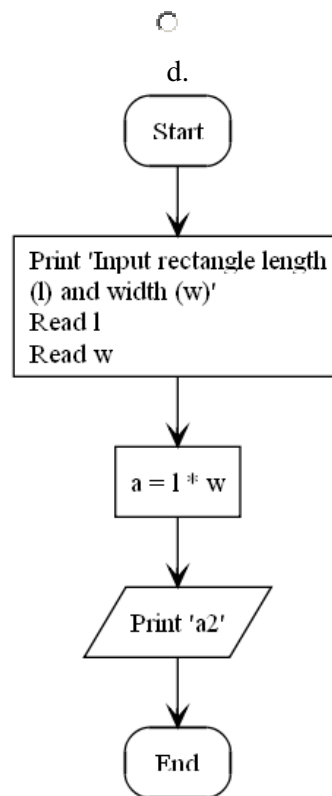 d.
Start
Print 'Input rectangle length
(l) and width (w)'
Read l
Read w
a = l * w
Print 'a2'
End